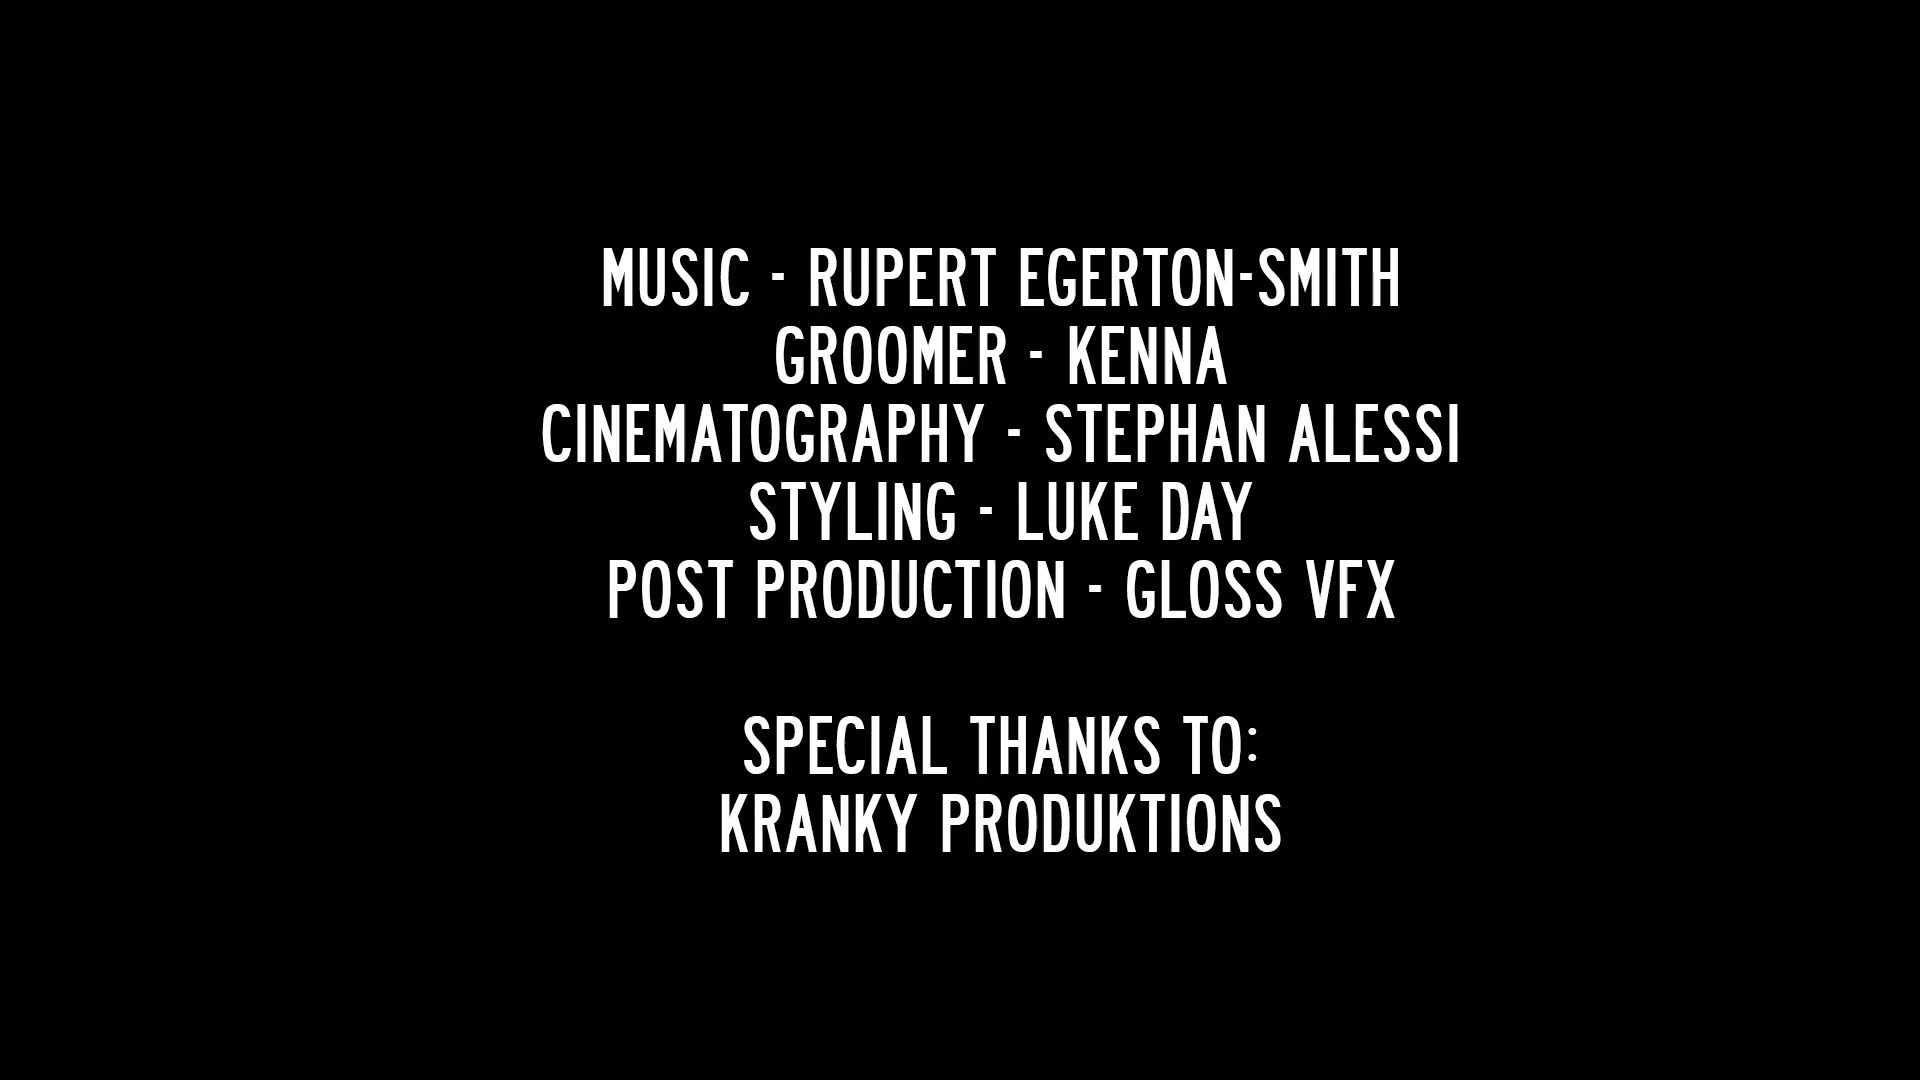 MUSIC - RUPERT EGERTON-SMITH
GROOMER - KENNA
CINEMATOGRAPHY - STEPHAN ALESSI
STYLING - LUKE DAY
POST PRODUCTION - GLOSS VFX
SPECIAL THANKS TO:
KRANKY PRODUKTIONS